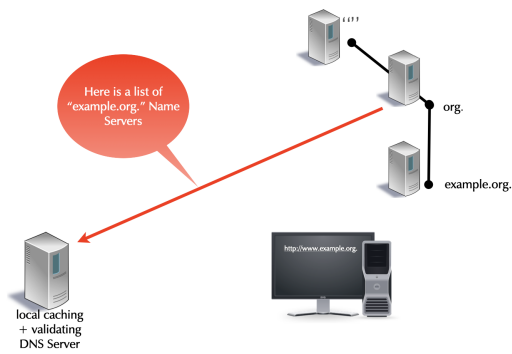 “”
Here is a list of
“example.org.” Name
Servers
org.
example.org.
http://www.example.org.
local caching
+ validating
DNS Server